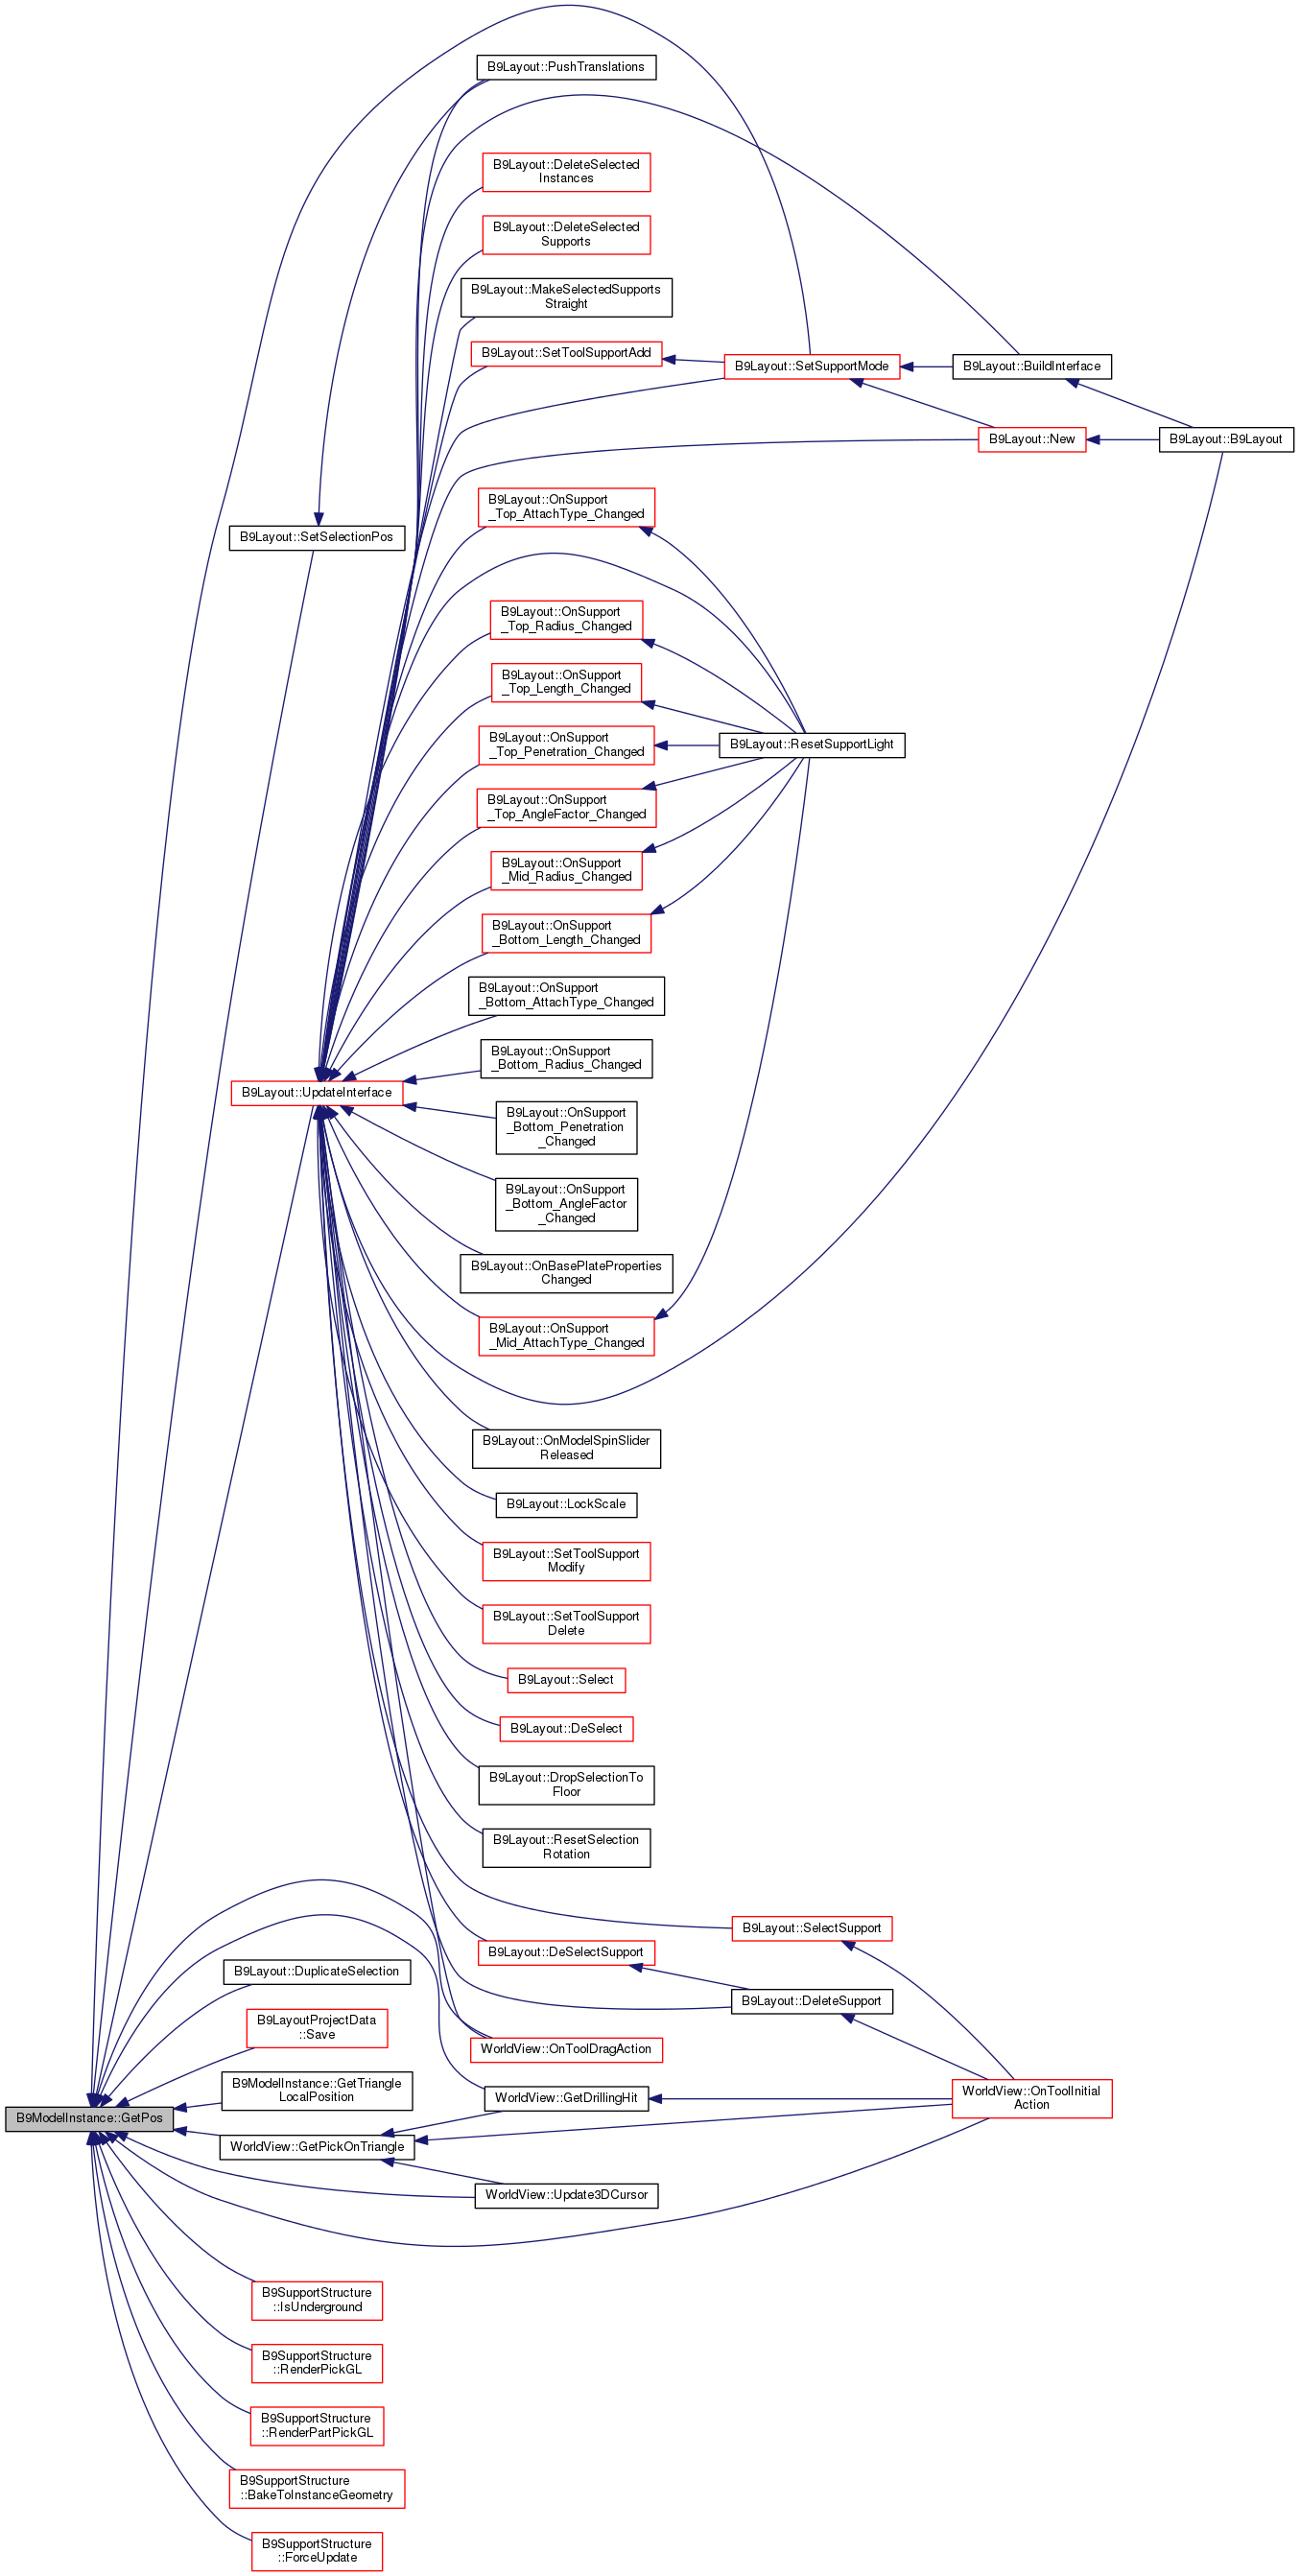 B9Layout::PushTranslations
B9Layout::DeleteSelected
Instances
B9Layout::DeleteSelected
Supports
B9Layout::MakeSelectedSupports
Straight
B9Layout::SetToolSupportAdd
B9Layout::SetSupportMode
B9Layout::BuildInterface
B9Layout::New
B9Layout::B9Layout
B9Layout::OnSupport
_Top_AttachType_Changed
B9Layout::SetSelectionPos
B9Layout::OnSupport
_Top_Radius_Changed
B9Layout::OnSupport
_Top_Length_Changed
B9Layout::OnSupport
_Top_Penetration_Changed
B9Layout::ResetSupportLight
B9Layout::OnSupport
_Top_AngleFactor_Changed
B9Layout::OnSupport
_Mid_Radius_Changed
B9Layout::OnSupport
_Bottom_Length_Changed
B9Layout::OnSupport
_Bottom_AttachType_Changed
B9Layout::OnSupport
_Bottom_Radius_Changed
B9Layout::UpdateInterface
B9Layout::OnSupport
_Bottom_Penetration
_Changed
B9Layout::OnSupport
_Bottom_AngleFactor
_Changed
B9Layout::OnBasePlateProperties
Changed
B9Layout::OnSupport
_Mid_AttachType_Changed
B9Layout::OnModelSpinSlider
Released
B9Layout::LockScale
B9Layout::SetToolSupport
Modify
B9Layout::SetToolSupport
Delete
B9Layout::Select
B9Layout::DeSelect
B9Layout::DropSelectionTo
Floor
B9Layout::ResetSelection
Rotation
B9Layout::SelectSupport
B9Layout::DeSelectSupport
B9Layout::DuplicateSelection
B9Layout::DeleteSupport
B9LayoutProjectData
::Save
WorldView::OnToolDragAction
B9ModelInstance::GetTriangle
LocalPosition
WorldView::GetDrillingHit
WorldView::OnToolInitial
Action
B9ModelInstance::GetPos
WorldView::GetPickOnTriangle
WorldView::Update3DCursor
B9SupportStructure
::IsUnderground
B9SupportStructure
::RenderPickGL
B9SupportStructure
::RenderPartPickGL
B9SupportStructure
::BakeToInstanceGeometry
B9SupportStructure
::ForceUpdate